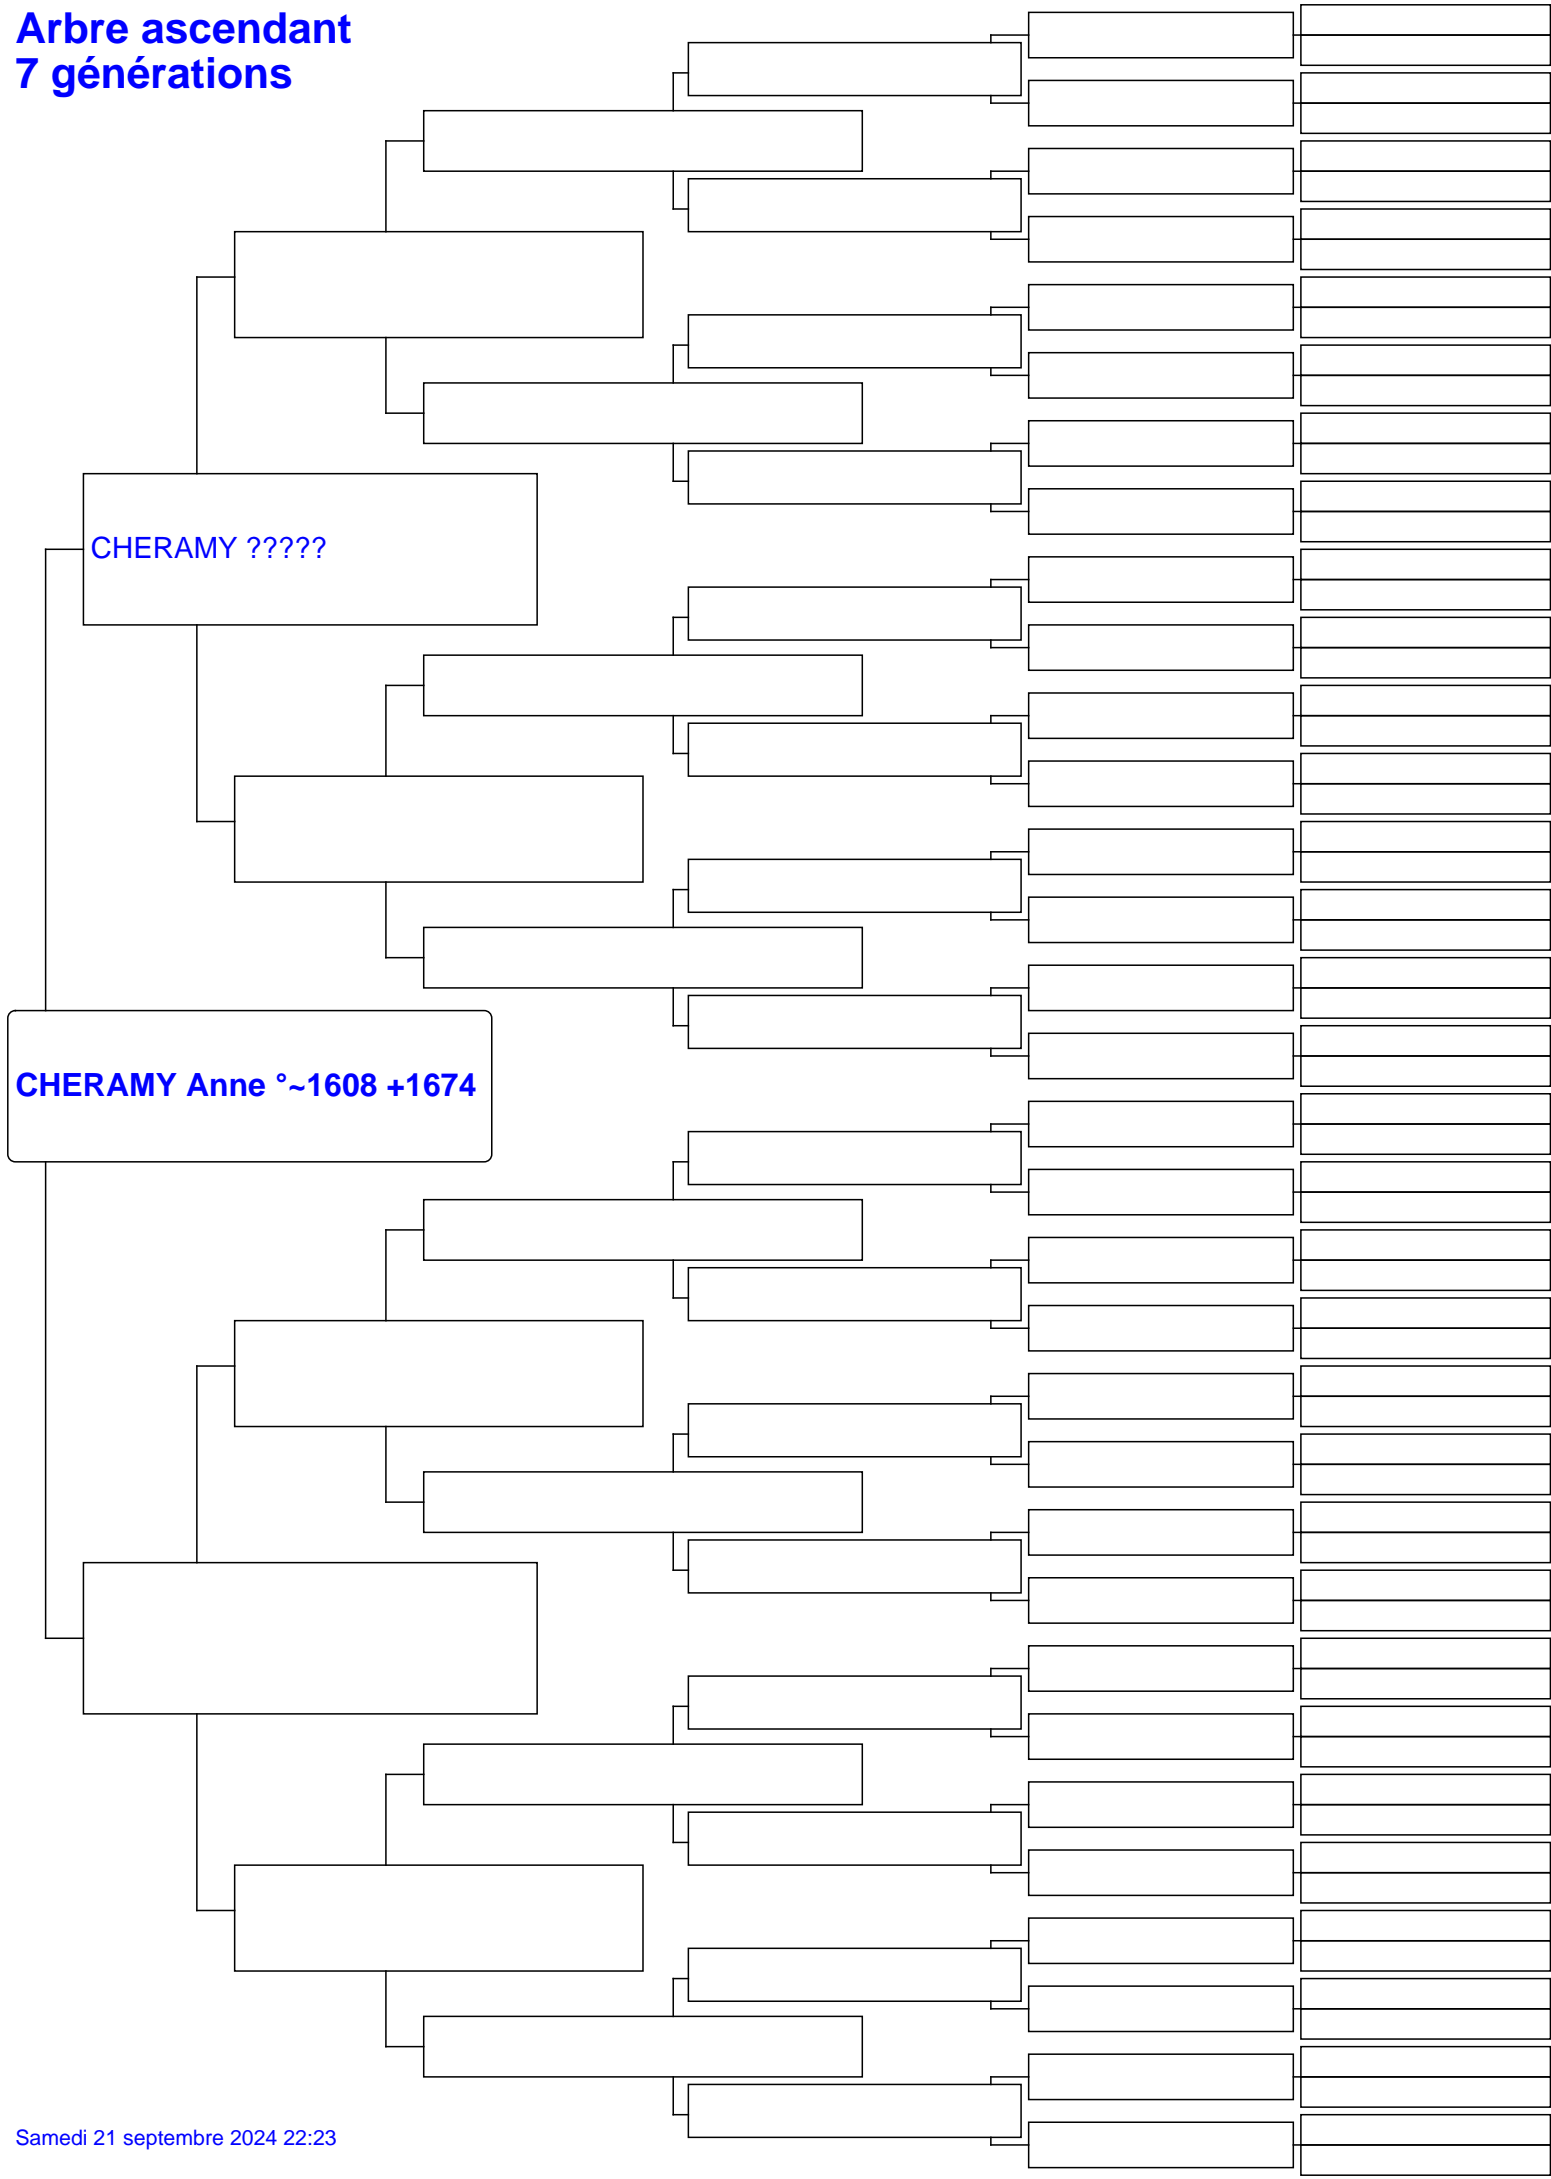 Arbre ascendant
7 générations
CHERAMY ?????
CHERAMY Anne °~1608 +1674
Samedi 21 septembre 2024 22:23